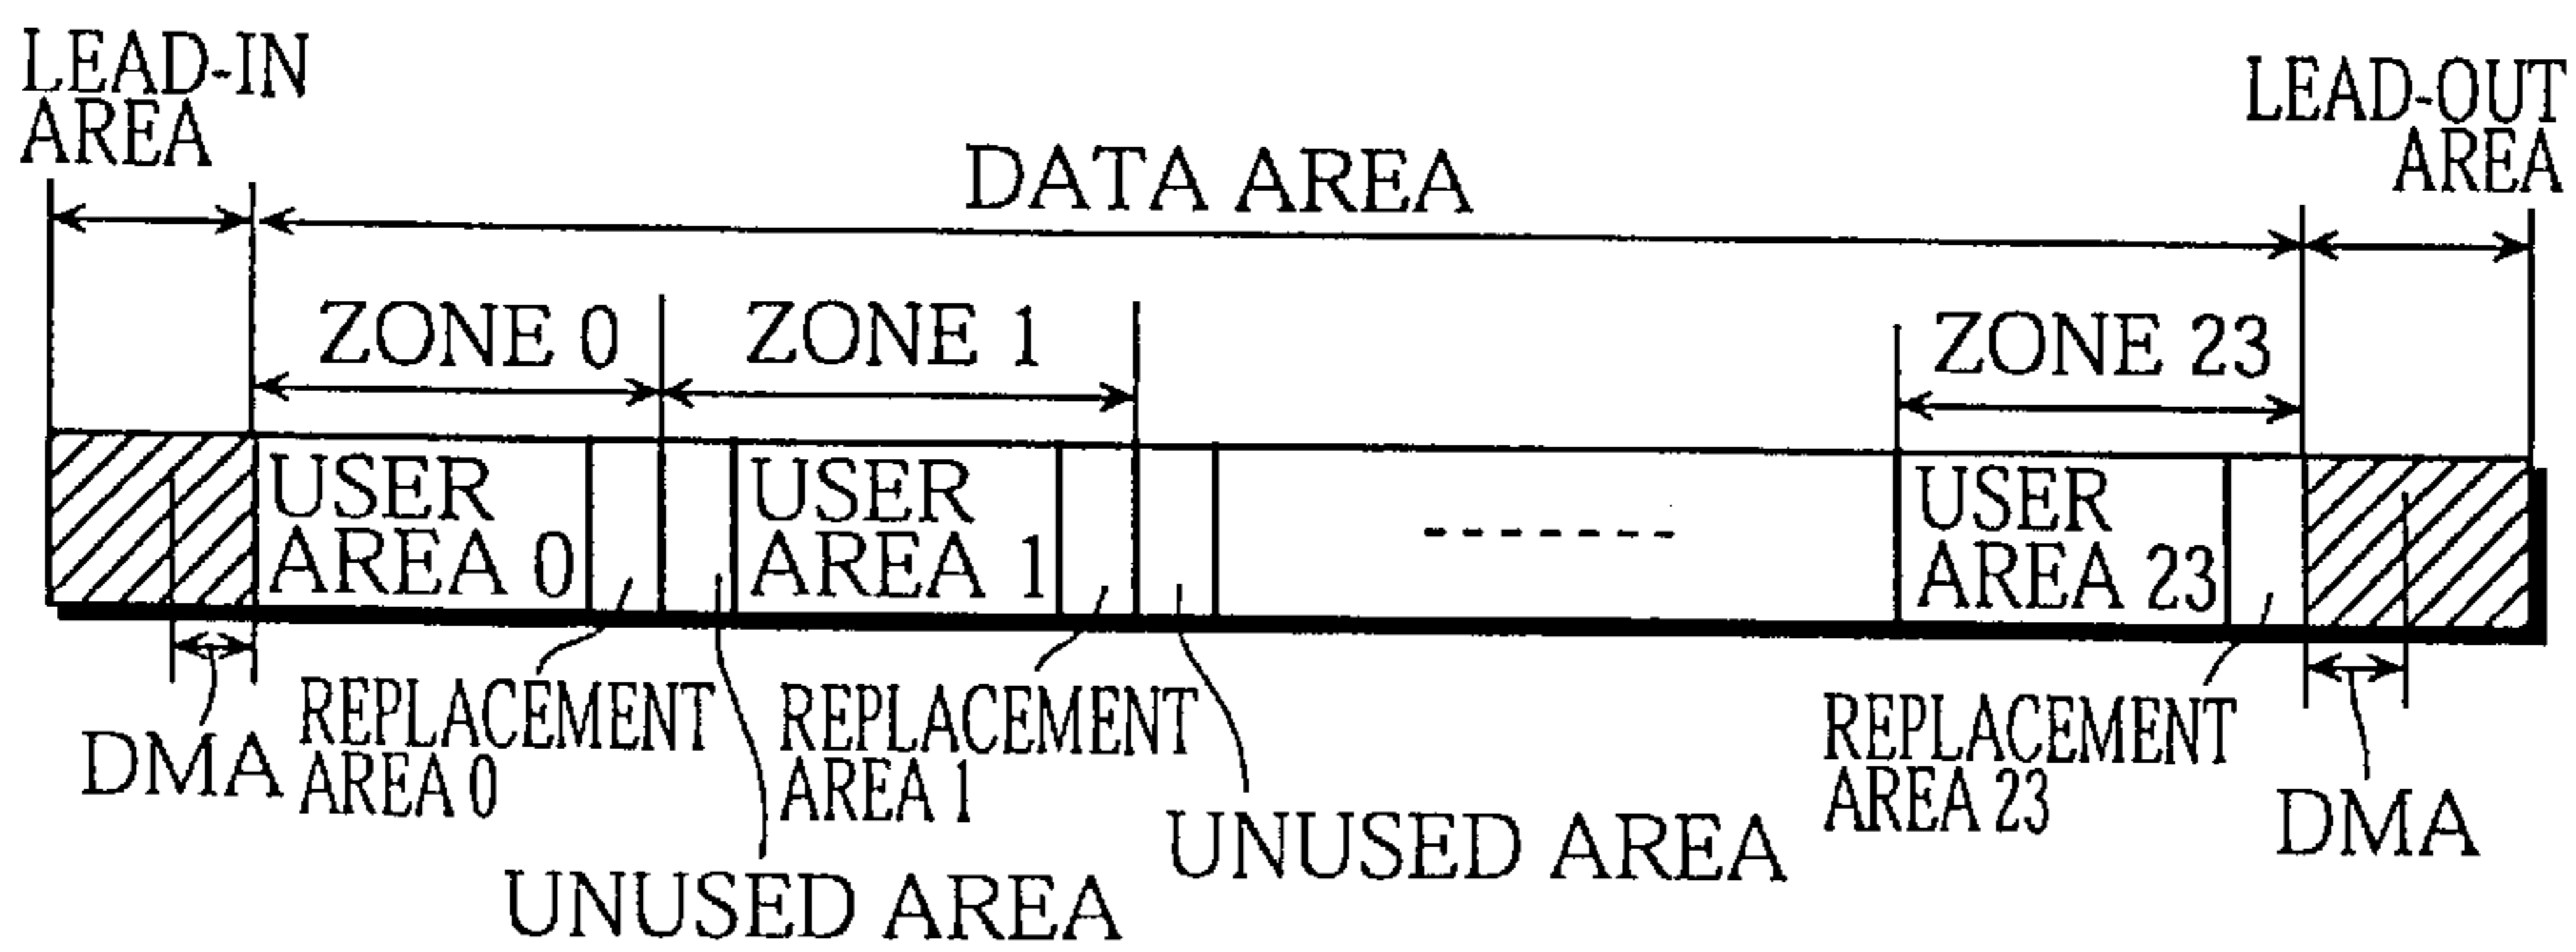 LEAD-IN
AREA
LEAD-OUT
AREA
DATA AREA
ZONE 0
ZONE 1
ZONE 23
USER
AREA 0
USER
AREA 1
USER
AREA 23
DMA
REPLACEMENT
AREA 0
UNUSED AREA
REPLACEMENT
AREA 1
UNUSED AREA
REPLACEMENT
AREA 23
DMA